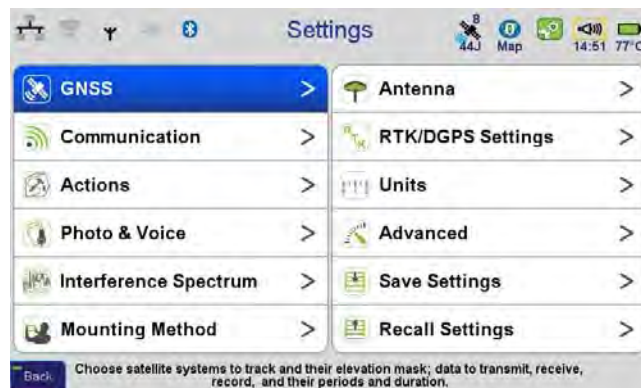 Settings
8
44J
Map
14:51 77°C
GNSS
Communication
Actions
Photo & Voice
Interference Spectrum
Mounting Method
Antenna
RTK/DGPS Settings
Units
Advanced
Save Settings
Recall Settings
Back
Choose satellite systems to track and their elevation mask; data to transmit, receive,
record, and their periods and duration.